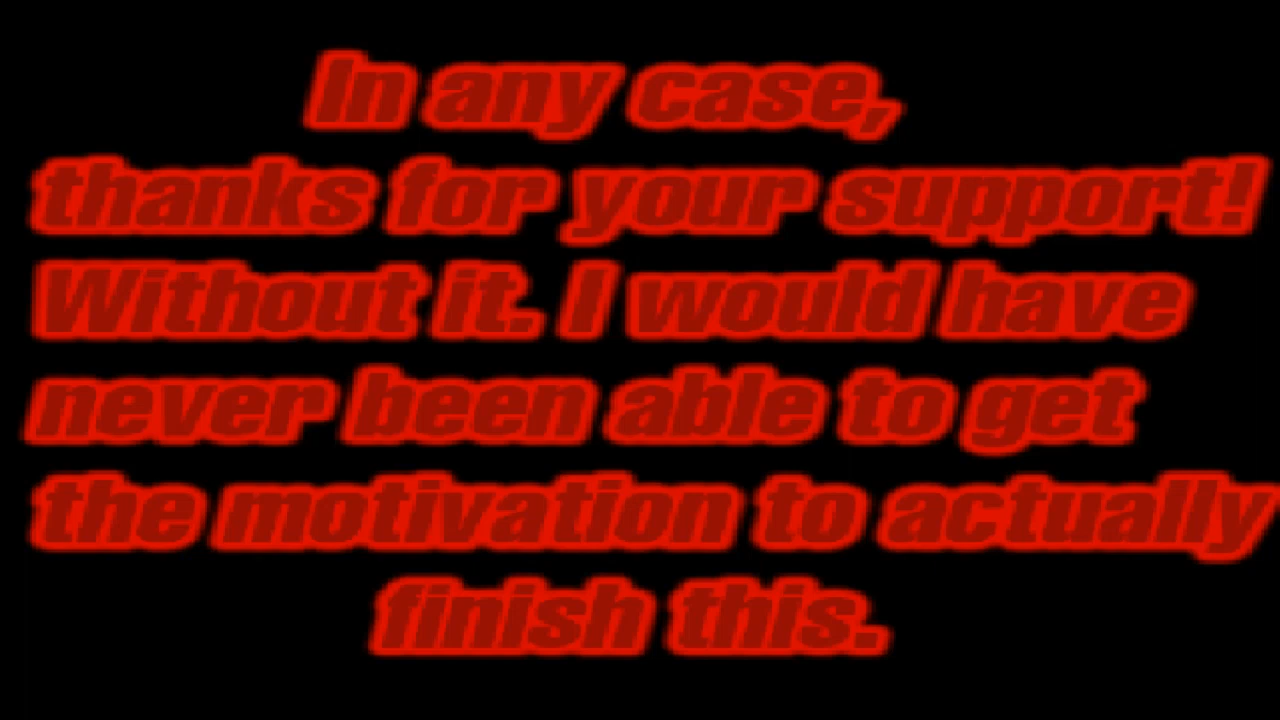 In any case,
thanks for your support!
Without it. I would have
never been able to get
the motivation to actually
finish this.